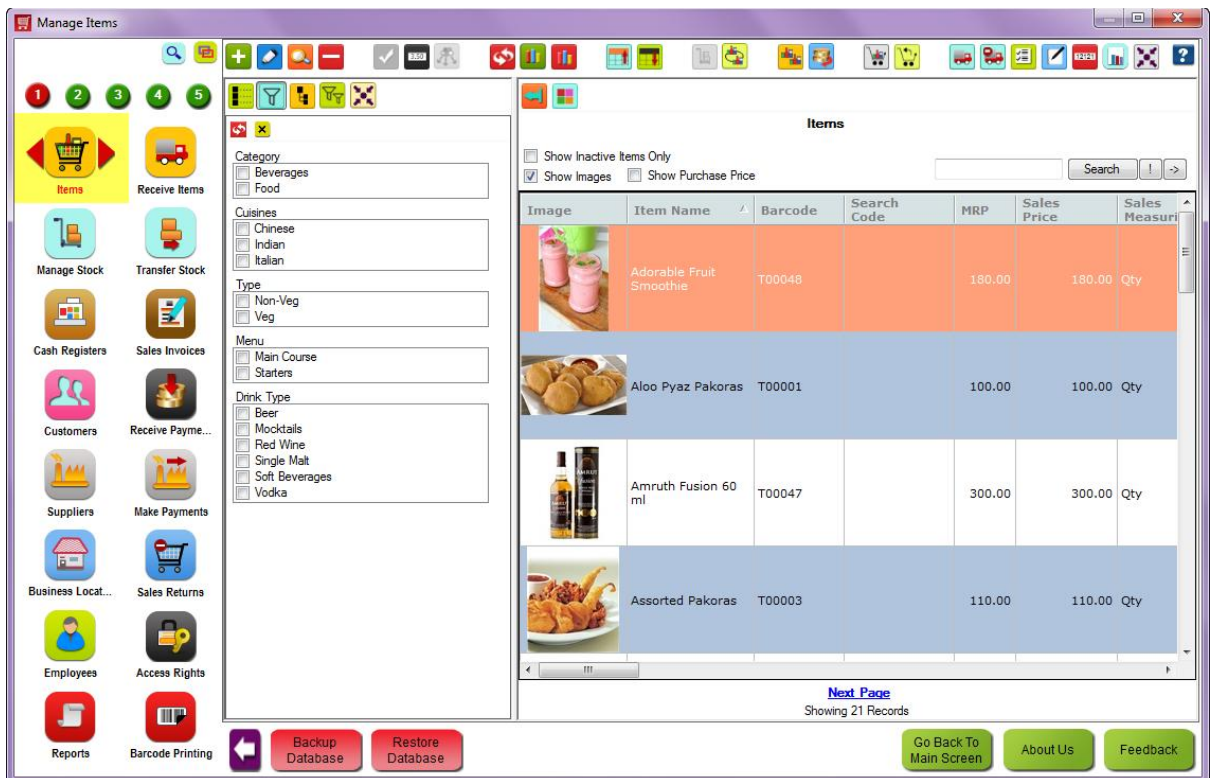 Manage Items
1 2 3 4 5
Items
Receive Items
Manage Stock
Transfer Stock
Cash Registers
Sales Invoices
Customers
Receive Payme...
Suppliers
Make Payments
Business Locat...
Sales Returns
Employees
Access Rights
Reports
Barcode Printing
Category
Beverages
Food
Cuisines
Chinese
Indian
Italian
Type
Non-Veg
Veg
Menu
Main Course
Starters
Drink Type
Beer
Mocktails
Red Wine
Single Malt
Soft Beverages
Vodka
Items
Show Inactive Items Only
Show Images Show Purchase Price
Search ! ->
Image Item Name Barcode Search Code MRP Sales Price Sales Measuri
Adorable Fruit
Smoothie
T00048 180.00 180.00 Qty
Aloo Pyaz Pakoras T00001 100.00 100.00 Qty
Amruth Fusion 60
ml
T00047 300.00 300.00 Qty
Assorted Pakoras T00003 110.00 110.00 Qty
Next Page
Showing 21 Records
Backup
Database
Restore
Database
Go Back To
Main Screen
About Us
Feedback